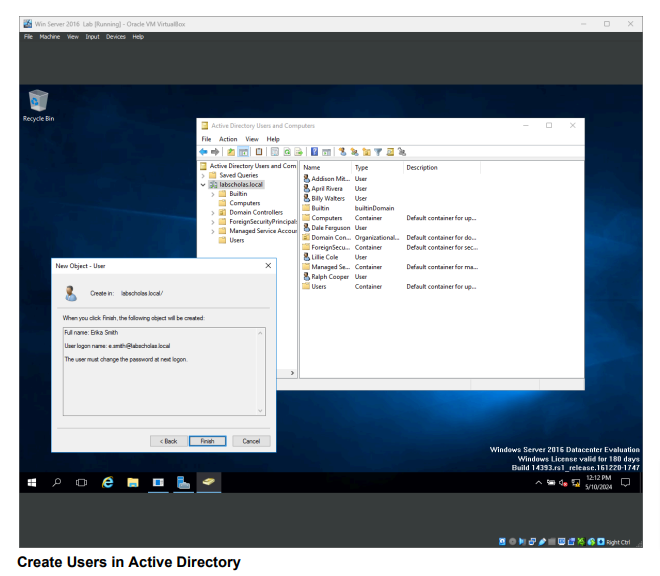 Win Server 2016 Lab [Running] - Oracle VM VirtualBox
File Machine View Input Devices Help
Recycle Bin
Active Directory Users and Computers
File Action View Help
Active Directory Users and Com
Saved Queries
labscholas.local
Builtin
Computers
Domain Controllers
ForeignSecurityPrincipals
Managed Service Accour
Users
Name Type Description
Addison Mit... User
April Rivera User
Billy Walters User
Builtin builtinDomain
Computers Container Default container for up...
Dale Ferguson User
Domain Con... Organizational... Default container for do...
ForeignSecu... Container Default container for sec...
Lillie Cole User
Managed Se... Container Default container for ma...
Ralph Cooper User
Users Container Default container for up...
New Object - User
Create in: labscholas.local/
When you click Finish, the following object will be created:
Full name: Erika Smith
User logon name: e.smith@labscholas.local
The user must change the password at next logon.
< Back Finish Cancel
Windows Server 2016 Datacenter Evaluation
Windows License valid for 180 days
Build 14393.rs1_release.161220-1747
12:12 PM
5/10/2024
Right Ctrl
Create Users in Active Directory